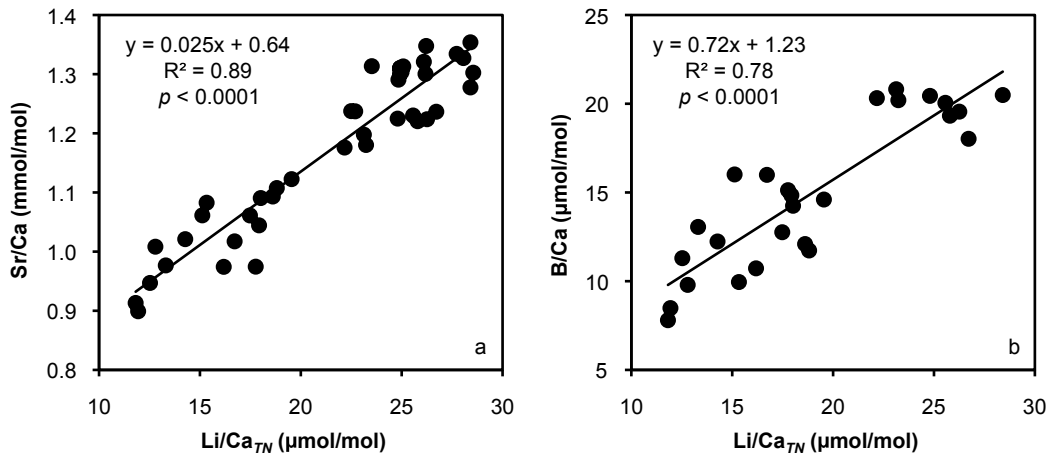 y = 0.025x + 0.64
R² = 0.89
p < 0.0001
1.4
1.3
1.2
1.1
1.0
0.9
0.8
Sr/Ca (mmol/mol)
10 15 20 25 30
Li/CaTN (µmol/mol)
a
y = 0.72x + 1.23
R² = 0.78
p < 0.0001
25
20
15
10
5
B/Ca (µmol/mol)
10 15 20 25 30
Li/CaTN (µmol/mol)
b